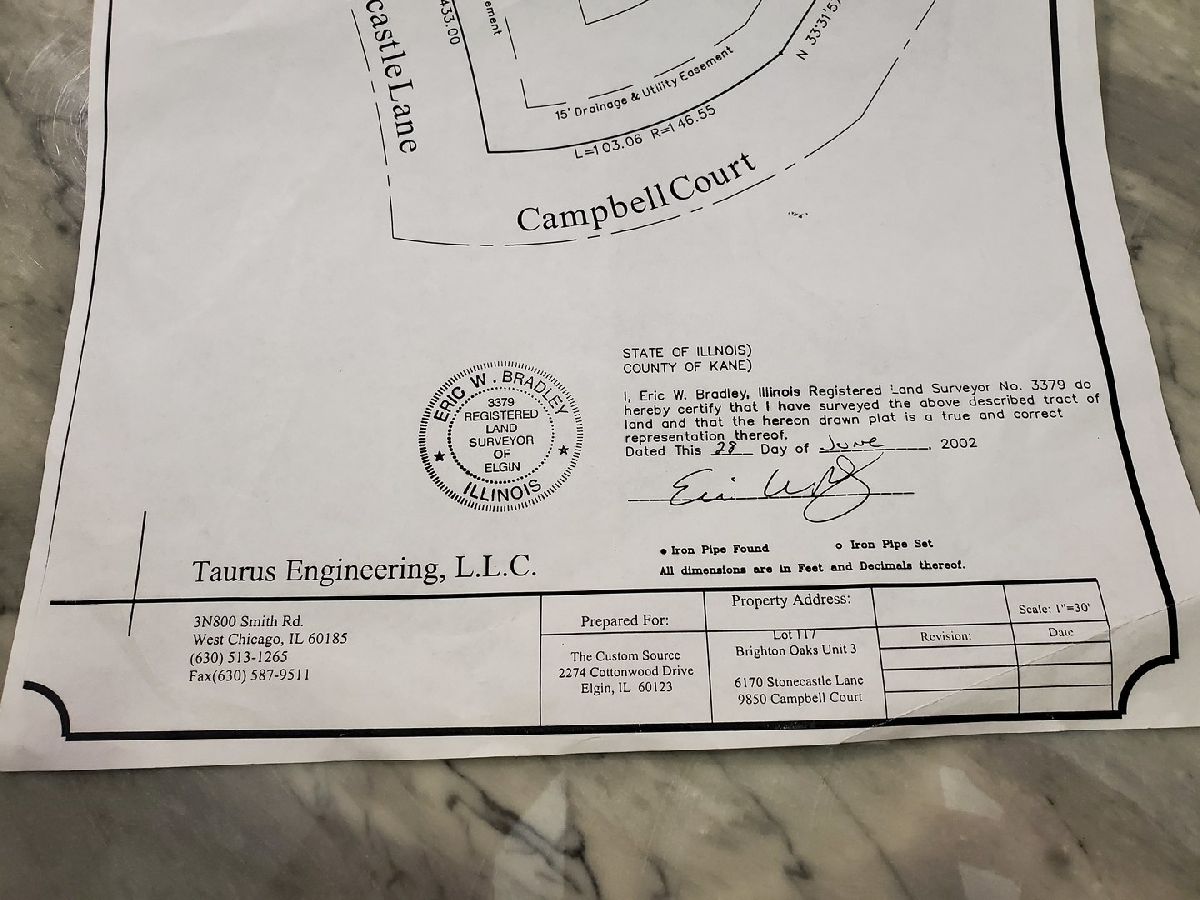 castle Lane
433.00
ement
15' Drainage & Utility Easement
L=103.06 R=146.55
N 33°31'5
Campbell Court
STATE OF ILLNOIS)
COUNTY OF KANE)
I, Eric W. Bradley, Illinois Registered Land Surveyor No. 3379 do
hereby certify that I have surveyed the above described tract of
land and that the hereon drawn plat is a true and correct
representation thereof.
Dated This 28 Day of June, 2002
ERIC W. BRADLEY
3379
REGISTERED
LAND
SURVEYOR
OF
ELGIN
ILLINOIS
• Iron Pipe Found o Iron Pipe Set
All dimensions are in Feet and Decimals thereof.
Taurus Engineering, L.L.C.
3N800 Smith Rd.
West Chicago, IL 60185
(630) 513-1265
Fax(630) 587-9511
Prepared For:
The Custom Source
2274 Cottonwood Drive
Elgin, IL 60123
Property Address:
Lot 117
Brighton Oaks Unit 3
6170 Stonecastle Lane
9850 Campbell Court
Revision:
Scale: 1"=30'
Date